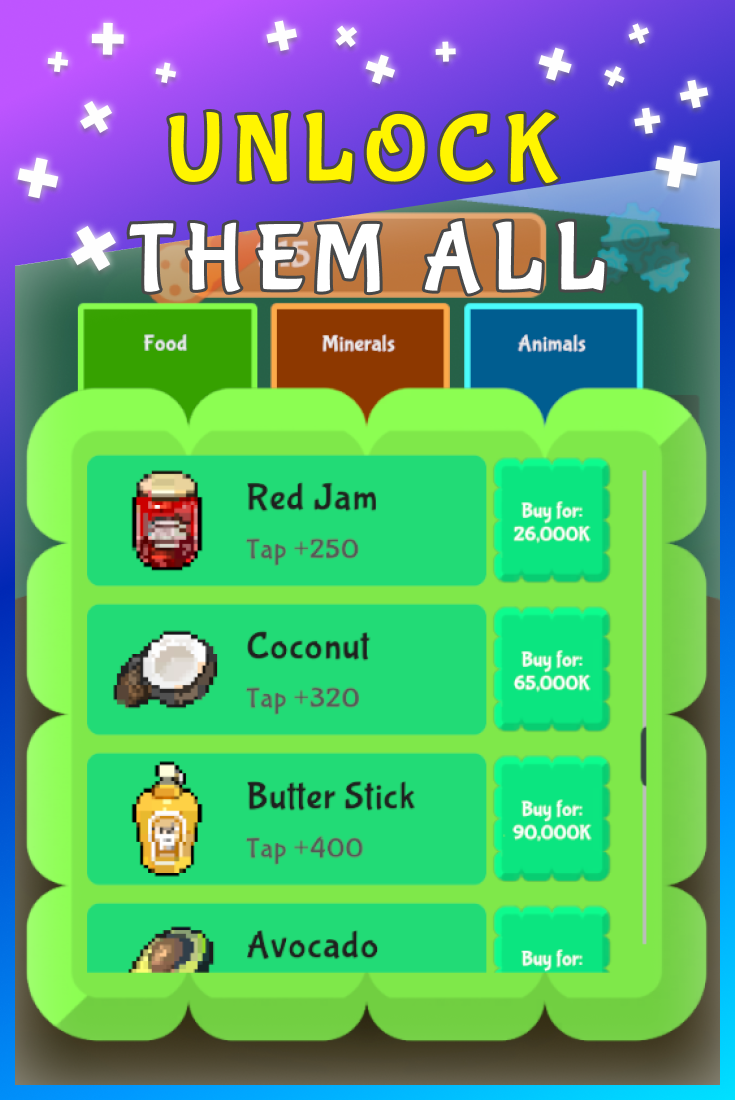 UNLOCK
THEM ALL
Food
Minerals
Animals
Red Jam
Tap +250
Buy for:
26,000K
Coconut
Tap +320
Buy for:
65,000K
Butter Stick
Tap +400
Buy for:
90,000K
Avocado
Buy for: